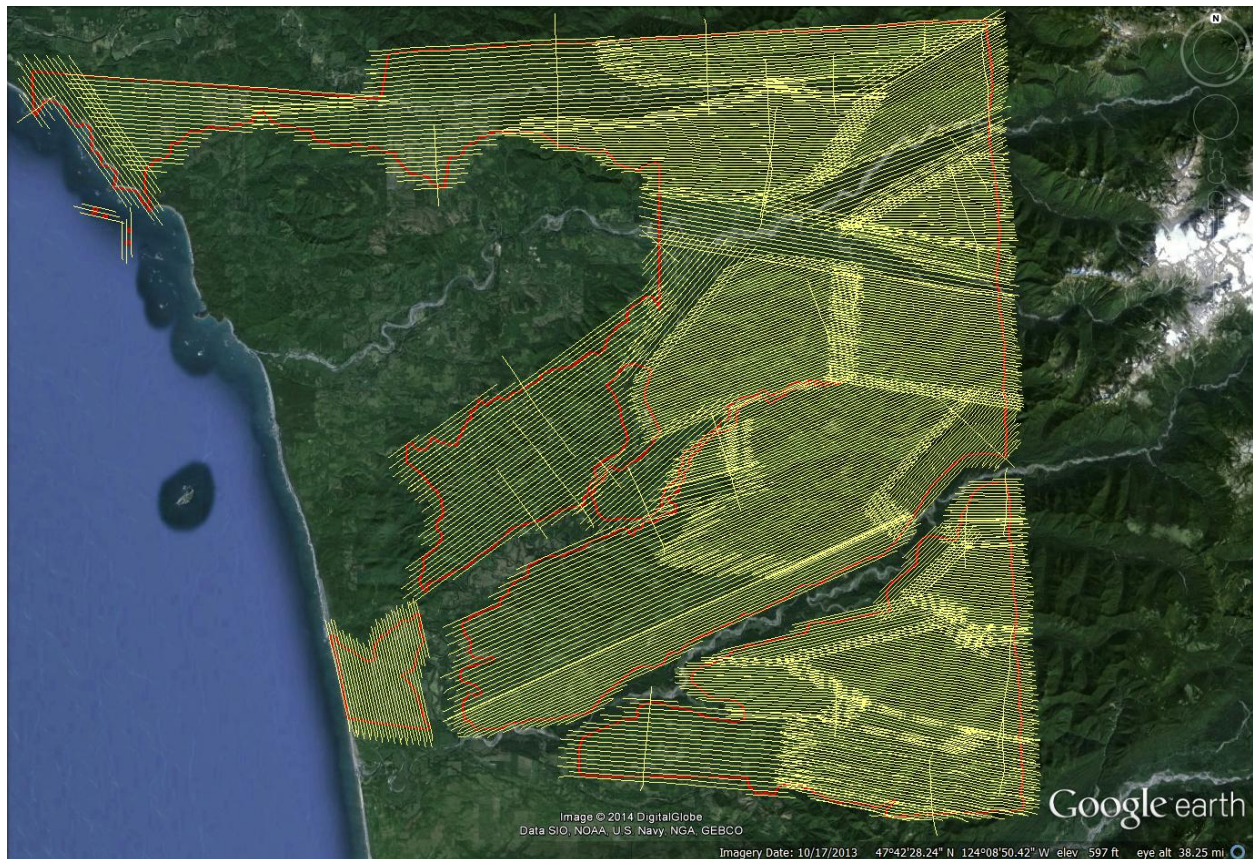 N
Google earth
Image © 2014 DigitalGlobe
Data SIO, NOAA, U.S. Navy, NGA, GEBCO
Imagery Date: 10/17/2013 47°42'28.24" N 124°08'50.42" W elev 597 ft eye alt 38.25 mi